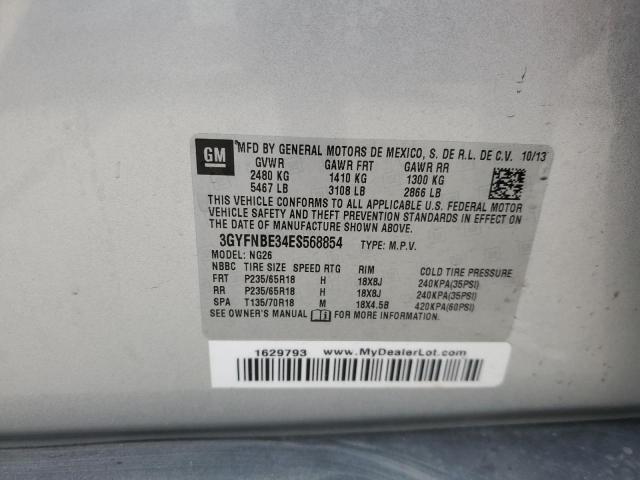 GM
MFD BY GENERAL MOTORS DE MEXICO, S. DE R.L. DE C.V. 10/13
GVWR GAWR FRT GAWR RR
2480 KG 1410 KG 1300 KG
5467 LB 3108 LB 2866 LB
THIS VEHICLE CONFORMS TO ALL APPLICABLE U.S. FEDERAL MOTOR
VEHICLE SAFETY AND THEFT PREVENTION STANDARDS IN EFFECT ON
THE DATE OF MANUFACTURE SHOWN ABOVE.
3GYFNBE34ES568854 TYPE: M.P.V.
MODEL: NG26
NBBC TIRE SIZE SPEED RTG RIM COLD TIRE PRESSURE
FRT P235/65R18 H 18X8J 240KPA(35PSI)
RR P235/65R18 H 18X8J 240KPA(35PSI)
SPA T135/70R18 M 18X4.5B 420KPA(60PSI)
SEE OWNER'S MANUAL FOR MORE INFORMATION
1629793 www.MyDealerLot.com